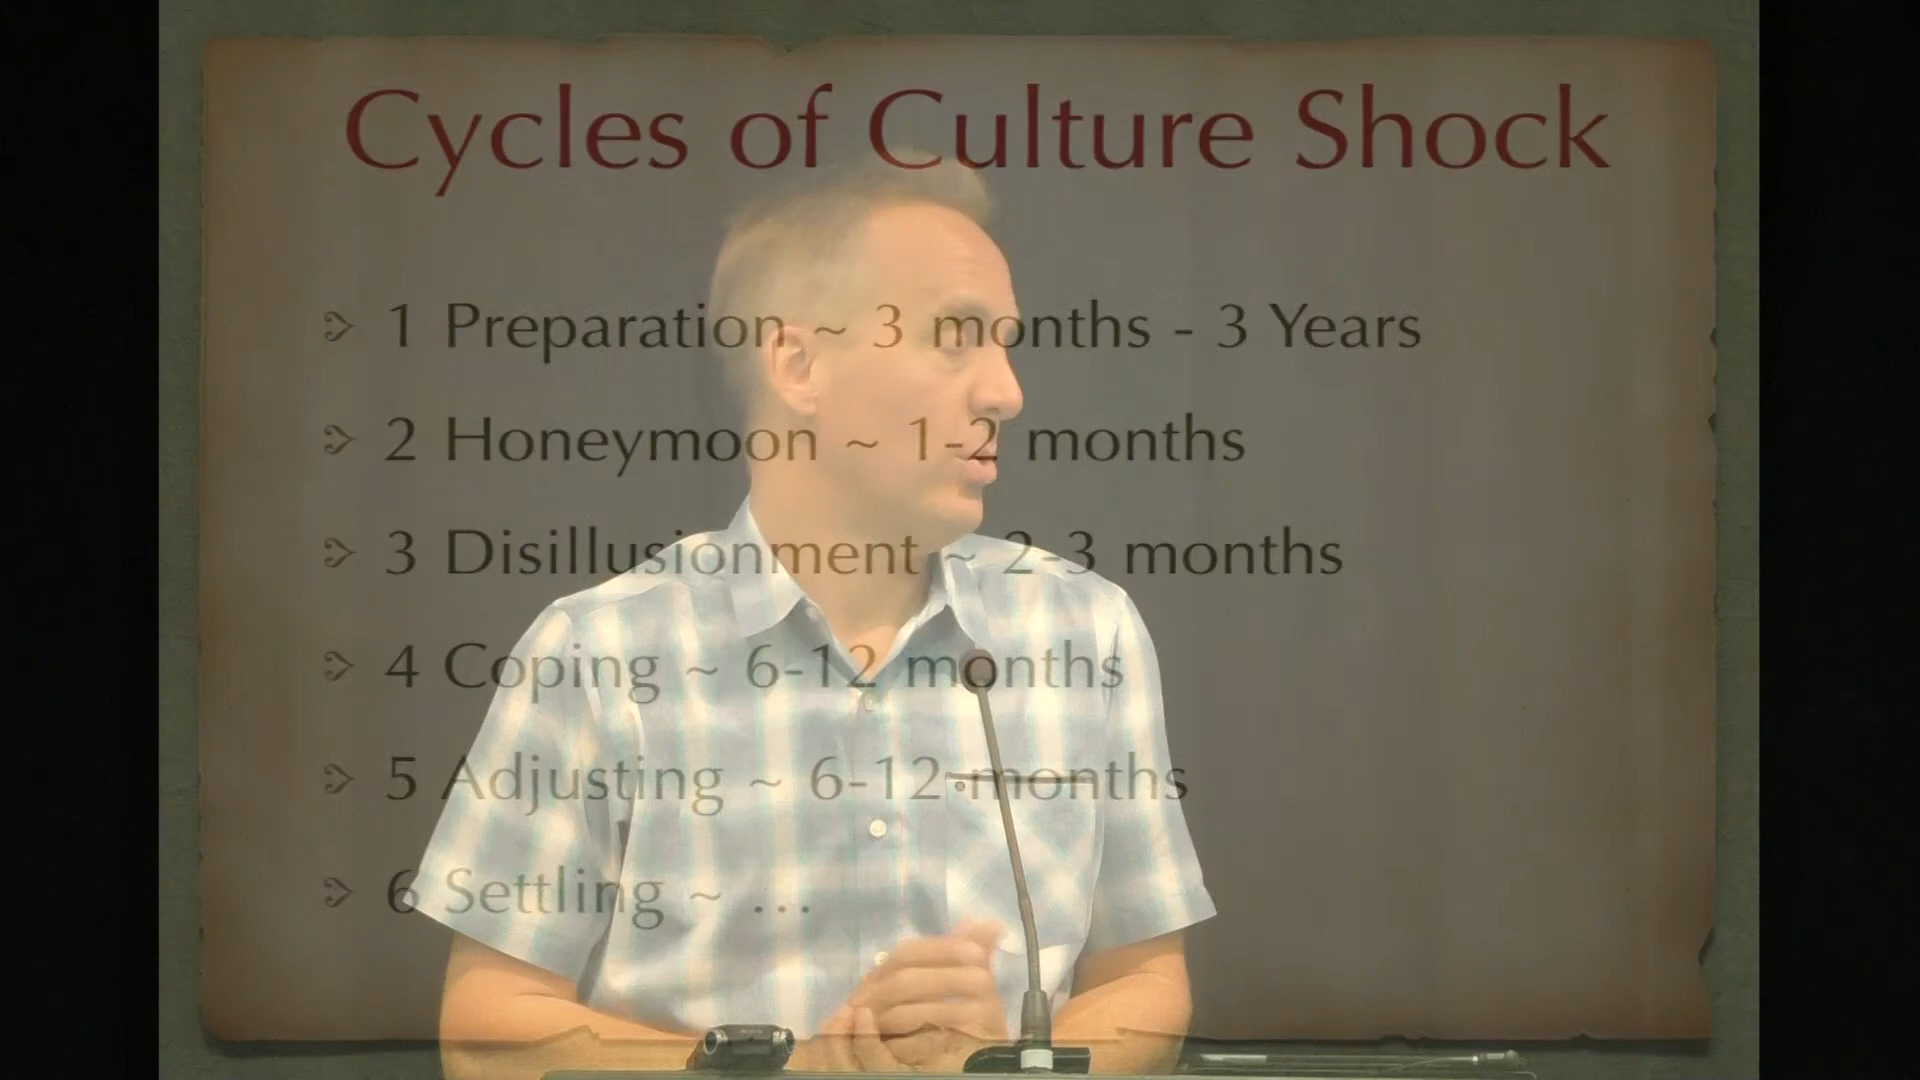 Cycles of Culture Shock
1 Preparation ~ 3 months - 3 Years
2 Honeymoon ~ 1-2 months
3 Disillusionment ~ 2-3 months
4 Coping ~ 6-12 months
5 Adjusting ~ 6-12 months
6 Settling ~ ...